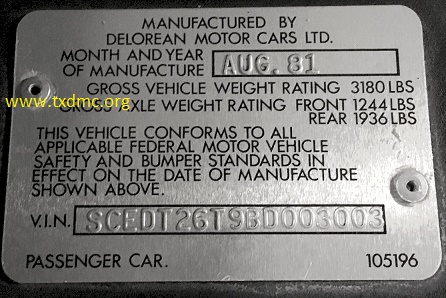 MANUFACTURED BY
DELOREAN MOTOR CARS LTD.
MONTH AND YEAR
OF MANUFACTURE AUG. 81
GROSS VEHICLE WEIGHT RATING 3180 LBS
www.txdmc.org
GROSS AXLE WEIGHT RATING FRONT 1244 LBS
REAR 1936 LBS
THIS VEHICLE CONFORMS TO ALL
APPLICABLE FEDERAL MOTOR VEHICLE
SAFETY AND BUMPER STANDARDS IN
EFFECT ON THE DATE OF MANUFACTURE
SHOWN ABOVE.
V.I.N. SCEDT26T9BD003003
PASSENGER CAR. 105196